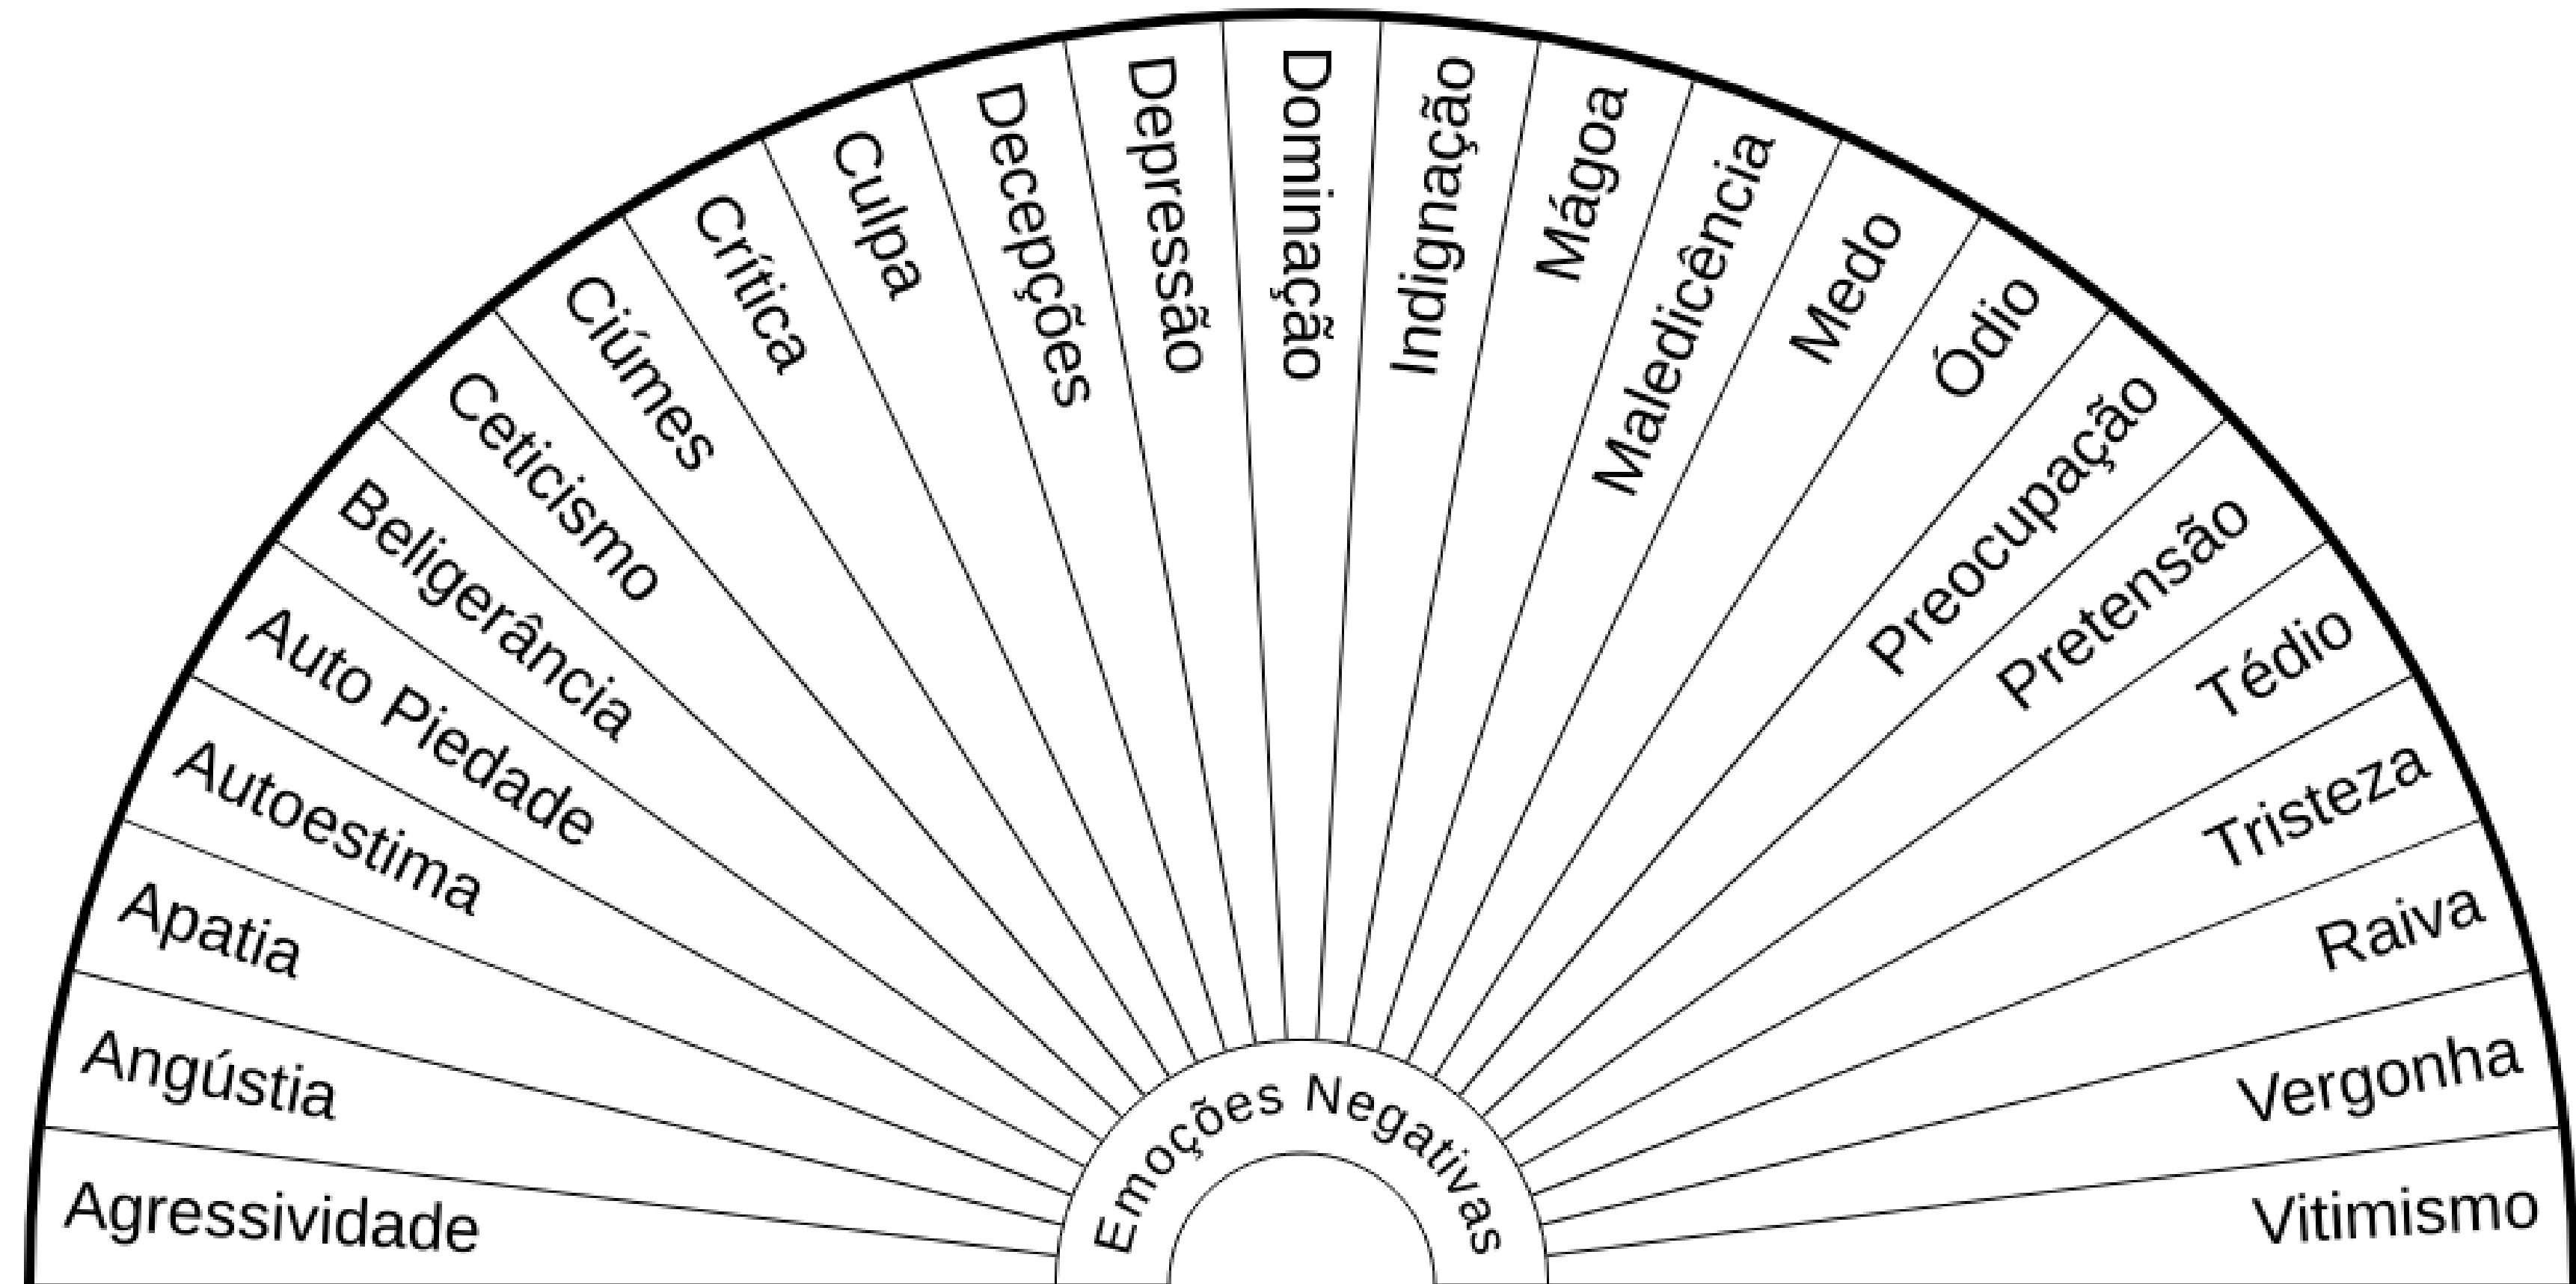 Agressividade
Angústia
Apatia
Autoestima
Auto Piedade
Beligerância
Ceticismo
Ciúmes
Crítica
Culpa
Decepções
Depressão
Dominação
Indignação
Mágoa
Maledicência
Medo
Ódio
Preocupação
Pretensão
Tédio
Tristeza
Raiva
Vergonha
Vitimismo
Emoções Negativas